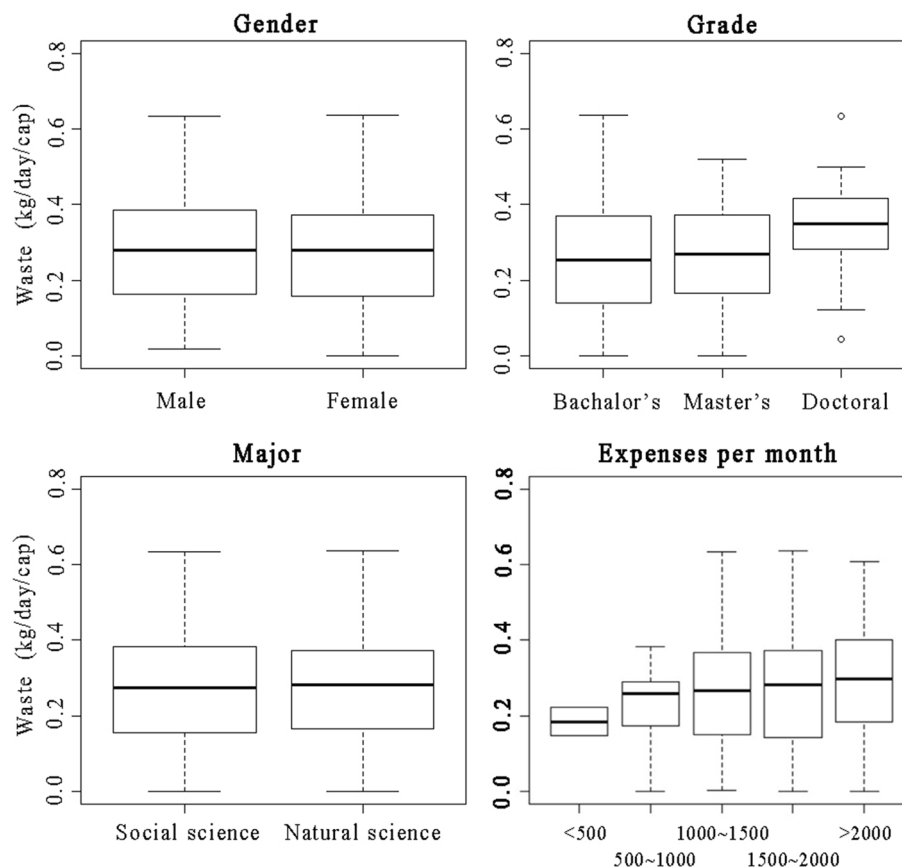 Gender
Grade
Waste (kg/day/cap)
0.8
0.6
0.4
0.2
0.0
Male
Female
0.8
0.6
0.4
0.2
0.0
Bachalor's
Master's
Doctoral
Major
Expenses per month
Waste (kg/day/cap)
0.8
0.6
0.4
0.2
0.0
Social science
Natural science
0.8
0.6
0.4
0.2
0.0
<500
500~1000
1000~1500
1500~2000
>2000